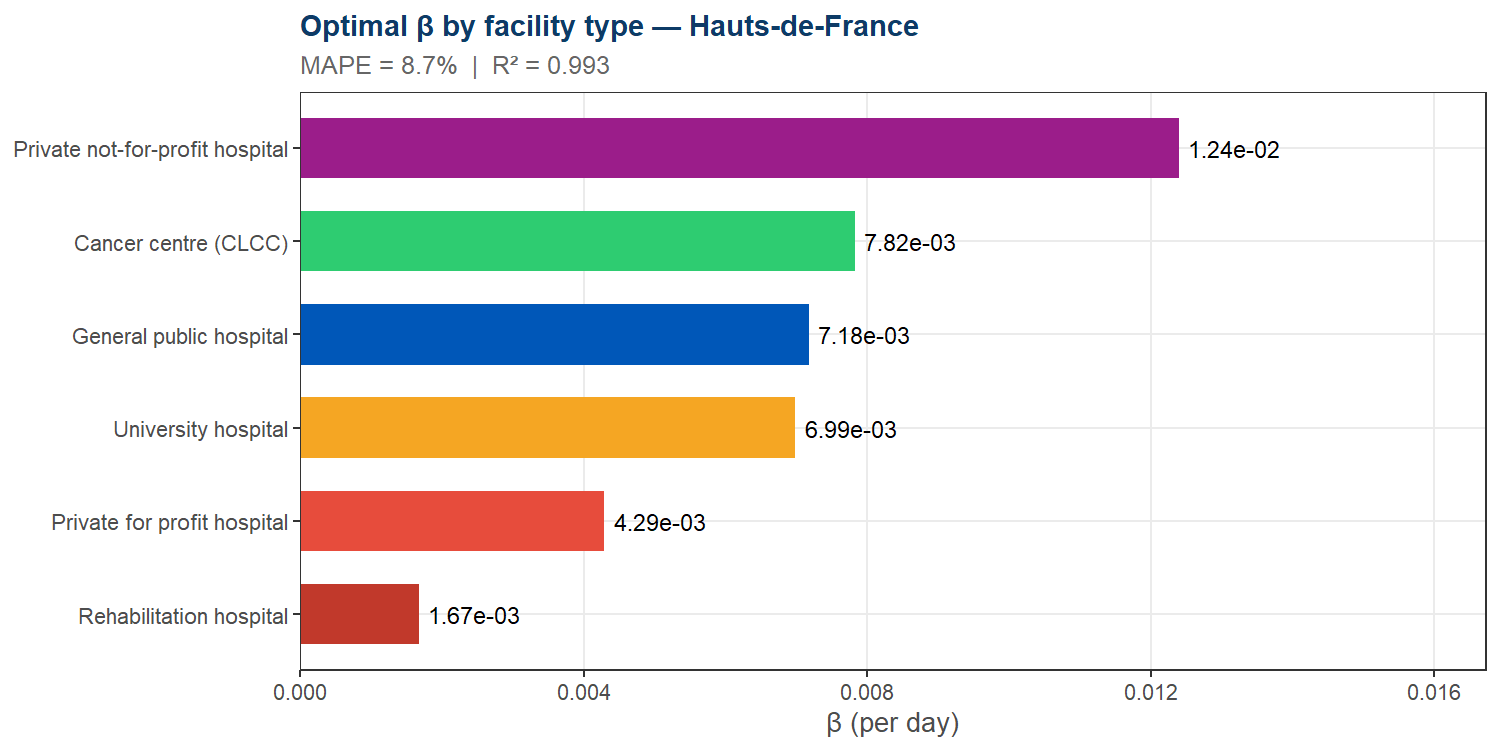 Optimal β by facility type — Hauts-de-France
MAPE = 8.7% | R² = 0.993
Private not-for-profit hospital
1.24e-02
Cancer centre (CLCC)
7.82e-03
General public hospital
7.18e-03
University hospital
6.99e-03
Private for profit hospital
4.29e-03
Rehabilitation hospital
1.67e-03
0.000 0.004 0.008 0.012 0.016
β (per day)